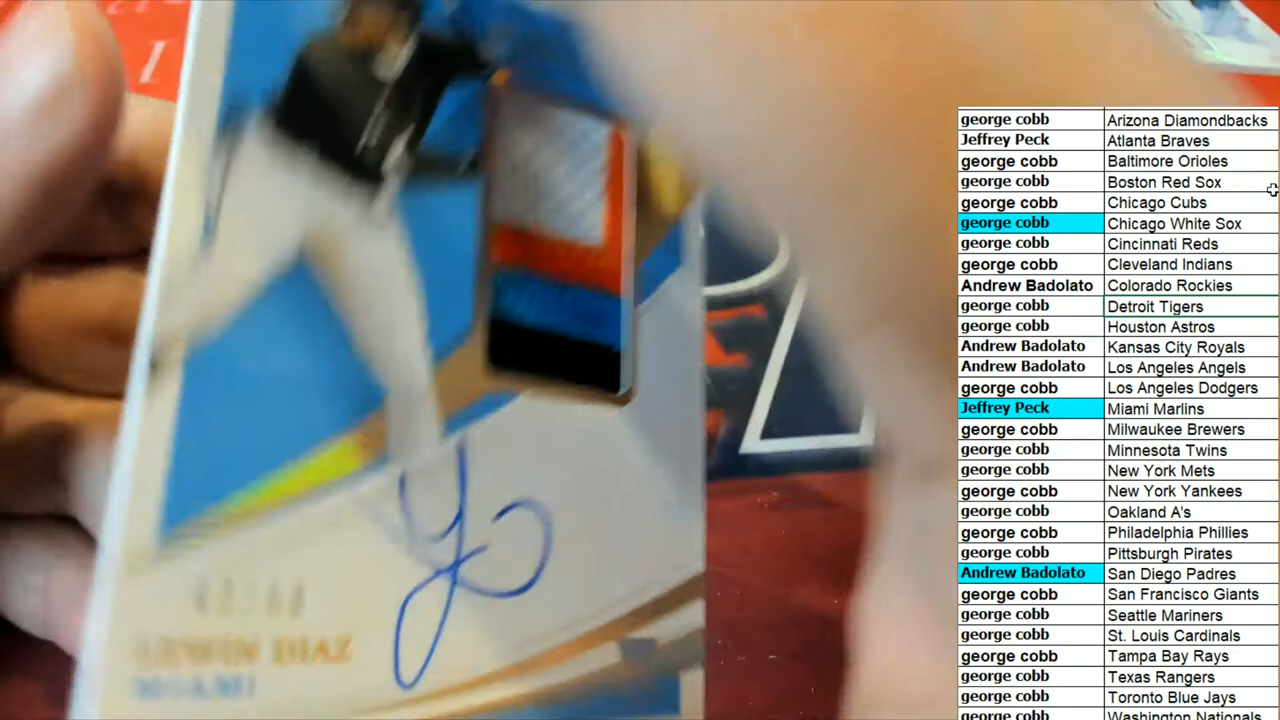 LEWIN DIAZ
MIAMI
george cobb Arizona Diamondbacks
Jeffrey Peck Atlanta Braves
george cobb Baltimore Orioles
george cobb Boston Red Sox
george cobb Chicago Cubs
george cobb Chicago White Sox
george cobb Cincinnati Reds
george cobb Cleveland Indians
Andrew Badolato Colorado Rockies
george cobb Detroit Tigers
george cobb Houston Astros
Andrew Badolato Kansas City Royals
Andrew Badolato Los Angeles Angels
george cobb Los Angeles Dodgers
Jeffrey Peck Miami Marlins
george cobb Milwaukee Brewers
george cobb Minnesota Twins
george cobb New York Mets
george cobb New York Yankees
george cobb Oakland A's
george cobb Philadelphia Phillies
george cobb Pittsburgh Pirates
Andrew Badolato San Diego Padres
george cobb San Francisco Giants
george cobb Seattle Mariners
george cobb St. Louis Cardinals
george cobb Tampa Bay Rays
george cobb Texas Rangers
george cobb Toronto Blue Jays
george cobb Washington Nationals